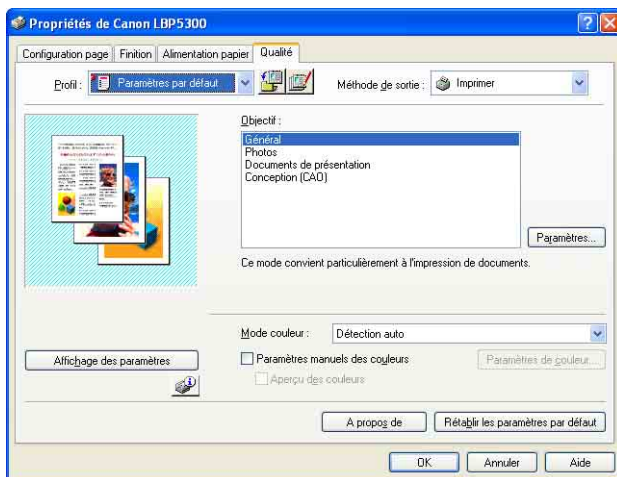 Propriétés de Canon LBP5300
Configuration page Finition Alimentation papier Qualité
Profil : Paramètres par défaut Méthode de sortie : Imprimer
Objectif :
Général
Photos
Documents de présentation
Conception (CAO)
Paramètres...
Ce mode convient particulièrement à l'impression de documents.
Mode couleur : Détection auto
Affichage des paramètres
Paramètres manuels des couleurs Paramètres de couleur...
Aperçu des couleurs
A propos de Rétablir les paramètres par défaut
OK Annuler Aide